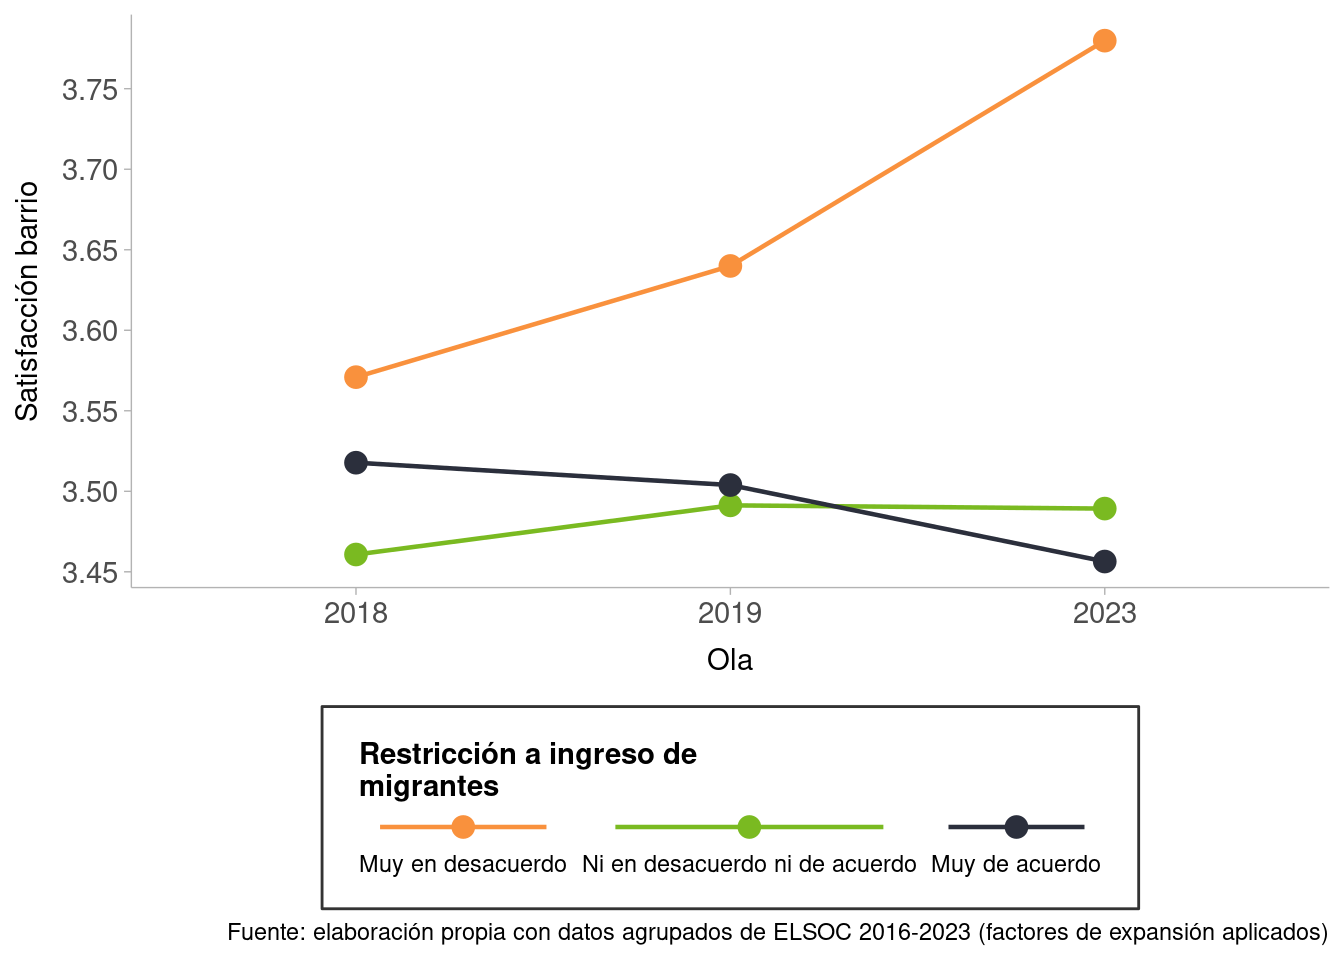 Satisfacción barrio
3.75
3.70
3.65
3.60
3.55
3.50
3.45
2018 2019 2023
Ola
Restricción a ingreso de
migrantes
Muy en desacuerdo Ni en desacuerdo ni de acuerdo Muy de acuerdo
Fuente: elaboración propia con datos agrupados de ELSOC 2016-2023 (factores de expansión aplicados)